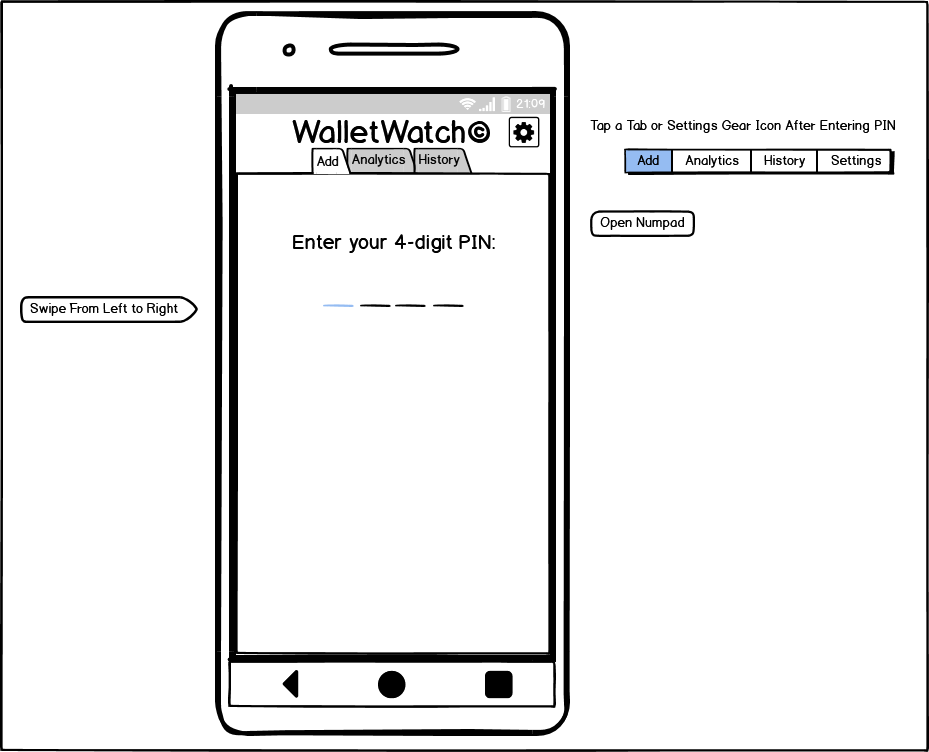 21:09
WalletWatch©
Add Analytics History
Enter your 4-digit PIN:
Swipe From Left to Right
Tap a Tab or Settings Gear Icon After Entering PIN
Add Analytics History Settings
Open Numpad